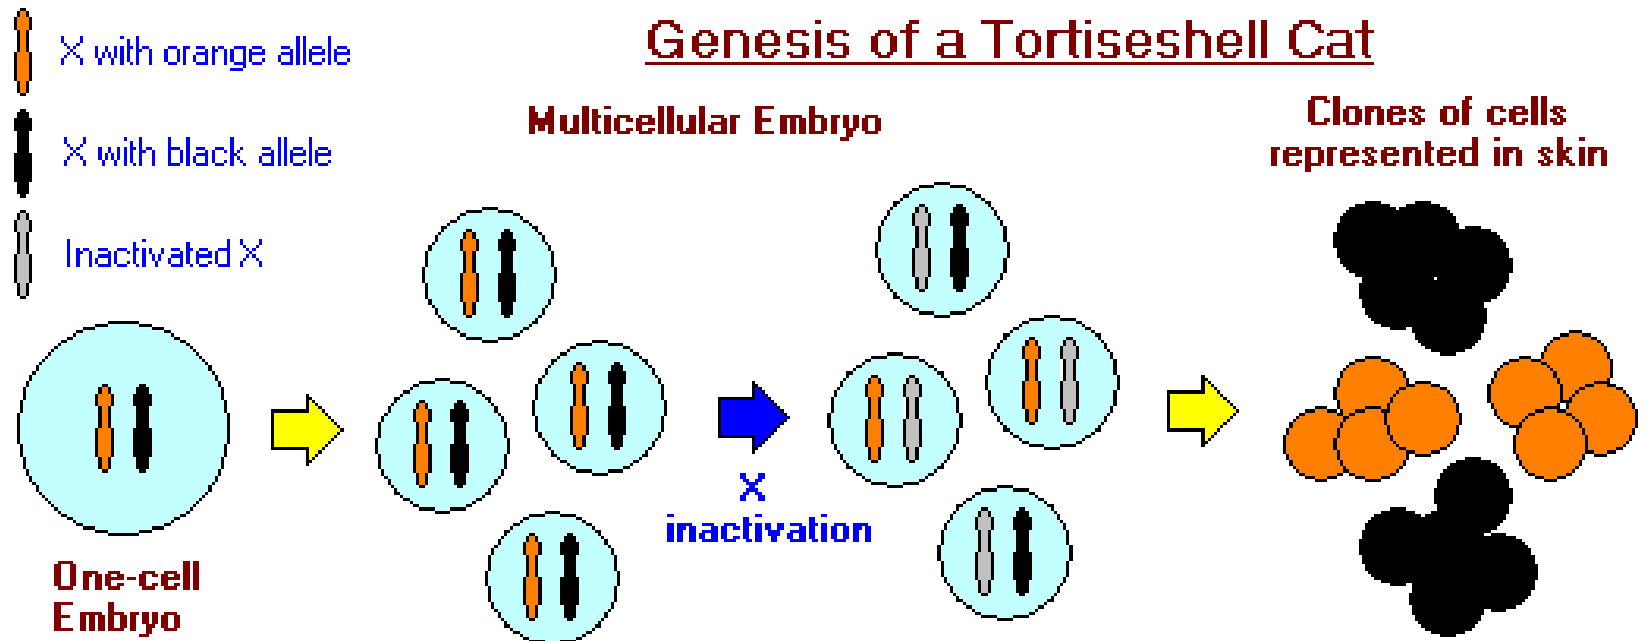 Genesis of a Tortiseshell Cat
X with orange allele
X with black allele
Inactivated X
Multicellular Embryo
Clones of cells
represented in skin
X
inactivation
One-cell
Embryo